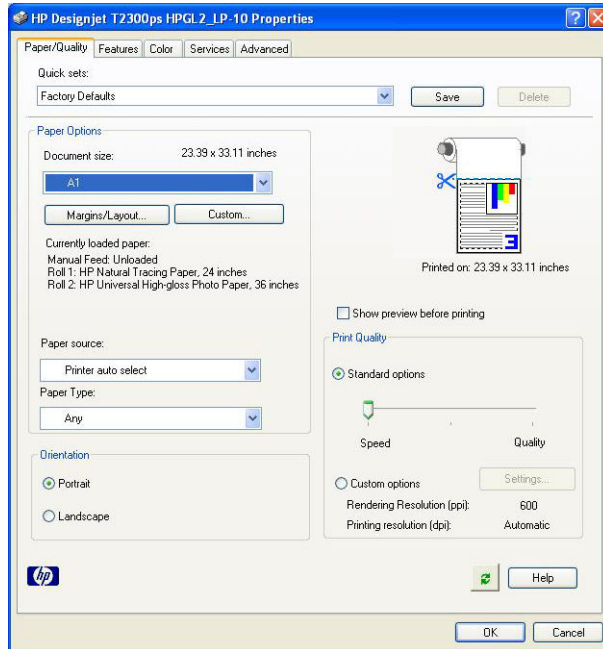 HP Designjet T2300ps HPGL2_LP-10 Properties
Paper/Quality Features Color Services Advanced
Quick sets:
Factory Defaults
Save
Delete
Paper Options
Document size: 23.39 x 33.11 inches
A1
Margins/Layout...
Custom...
Currently loaded paper:
Manual Feed: Unloaded
Roll 1: HP Natural Tracing Paper, 24 inches
Roll 2: HP Universal High-gloss Photo Paper, 36 inches
Paper source:
Printer auto select
Paper Type:
Any
Orientation
Portrait
Landscape
3
Printed on: 23.39 x 33.11 inches
Show preview before printing
Print Quality
Standard options
Speed Quality
Custom options
Settings...
Rendering Resolution (ppi): 600
Printing resolution (dpi): Automatic
hp
Help
OK
Cancel